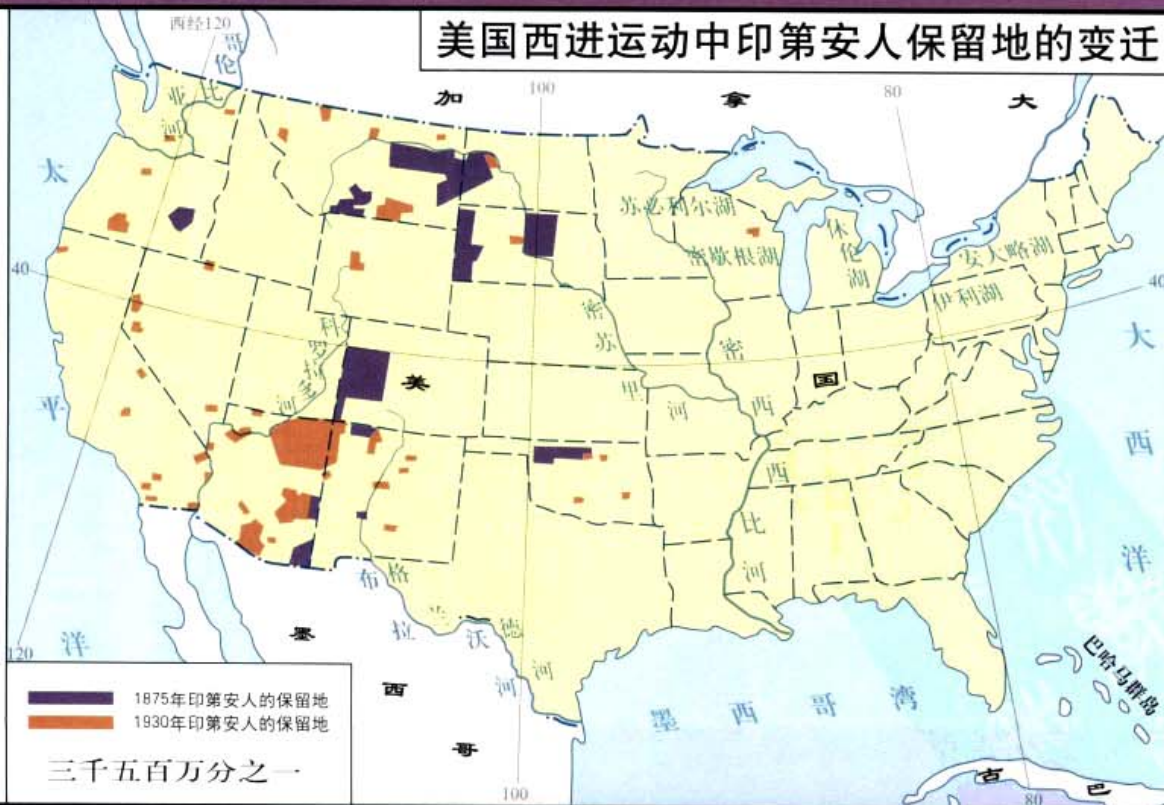 美国西进运动中印第安人保留地的变迁
西经120
100
80
加
拿
大
哥
伦
比
亚
河
太
平
洋
40
40
苏必利尔湖
密歇根湖
休
伦
湖
安大略湖
伊利湖
密
苏
里
河
密
西
西
比
河
科
罗
拉
多
河
美
国
大
西
洋
布
拉
沃
河
格
兰
德
河
墨
西
哥
墨
西
哥
湾
巴哈马群岛
古
巴
120
100
80
1875年印第安人的保留地
1930年印第安人的保留地
三千五百万分之一